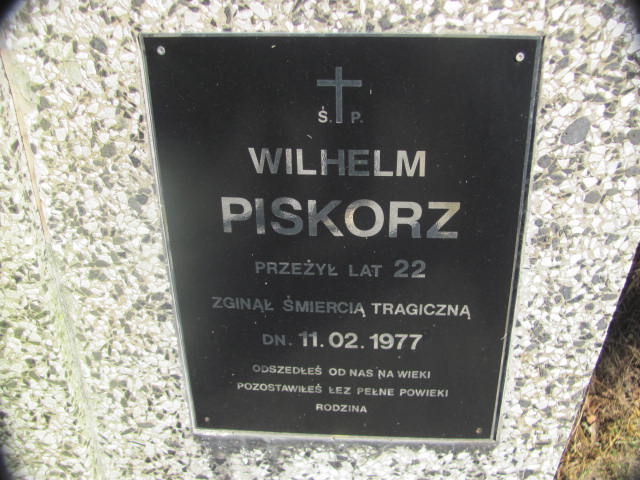 Ś. P.
WILHELM
PISKORZ
PRZEŻYŁ LAT 22
ZGINĄŁ ŚMIERCIĄ TRAGICZNĄ
DN. 11.02.1977
ODSZEDŁEŚ OD NAS NA WIEKI
POZOSTAWIŁEŚ ŁEZ PEŁNE POWIEKI
RODZINA